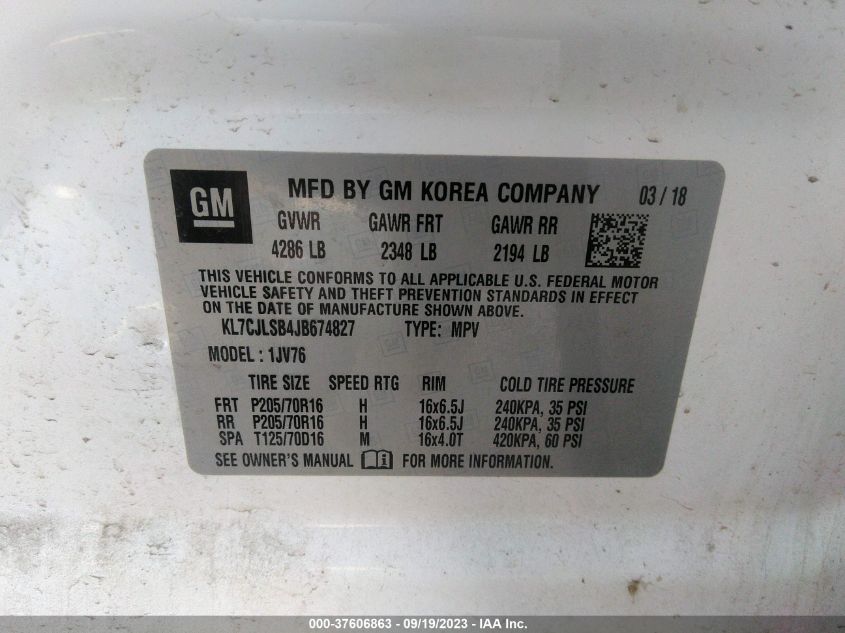 GM
MFD BY GM KOREA COMPANY 03 / 18
GVWR GAWR FRT GAWR RR
4286 LB 2348 LB 2194 LB
THIS VEHICLE CONFORMS TO ALL APPLICABLE U.S. FEDERAL MOTOR
VEHICLE SAFETY AND THEFT PREVENTION STANDARDS IN EFFECT
ON THE DATE OF MANUFACTURE SHOWN ABOVE.
KL7CJLSB4JB674827 TYPE: MPV
MODEL : 1JV76
TIRE SIZE SPEED RTG RIM COLD TIRE PRESSURE
FRT P205/70R16 H 16x6.5J 240KPA, 35 PSI
RR P205/70R16 H 16x6.5J 240KPA, 35 PSI
SPA T125/70D16 M 16x4.0T 420KPA, 60 PSI
SEE OWNER'S MANUAL FOR MORE INFORMATION.
000-37606863 - 09/19/2023 - IAA Inc.